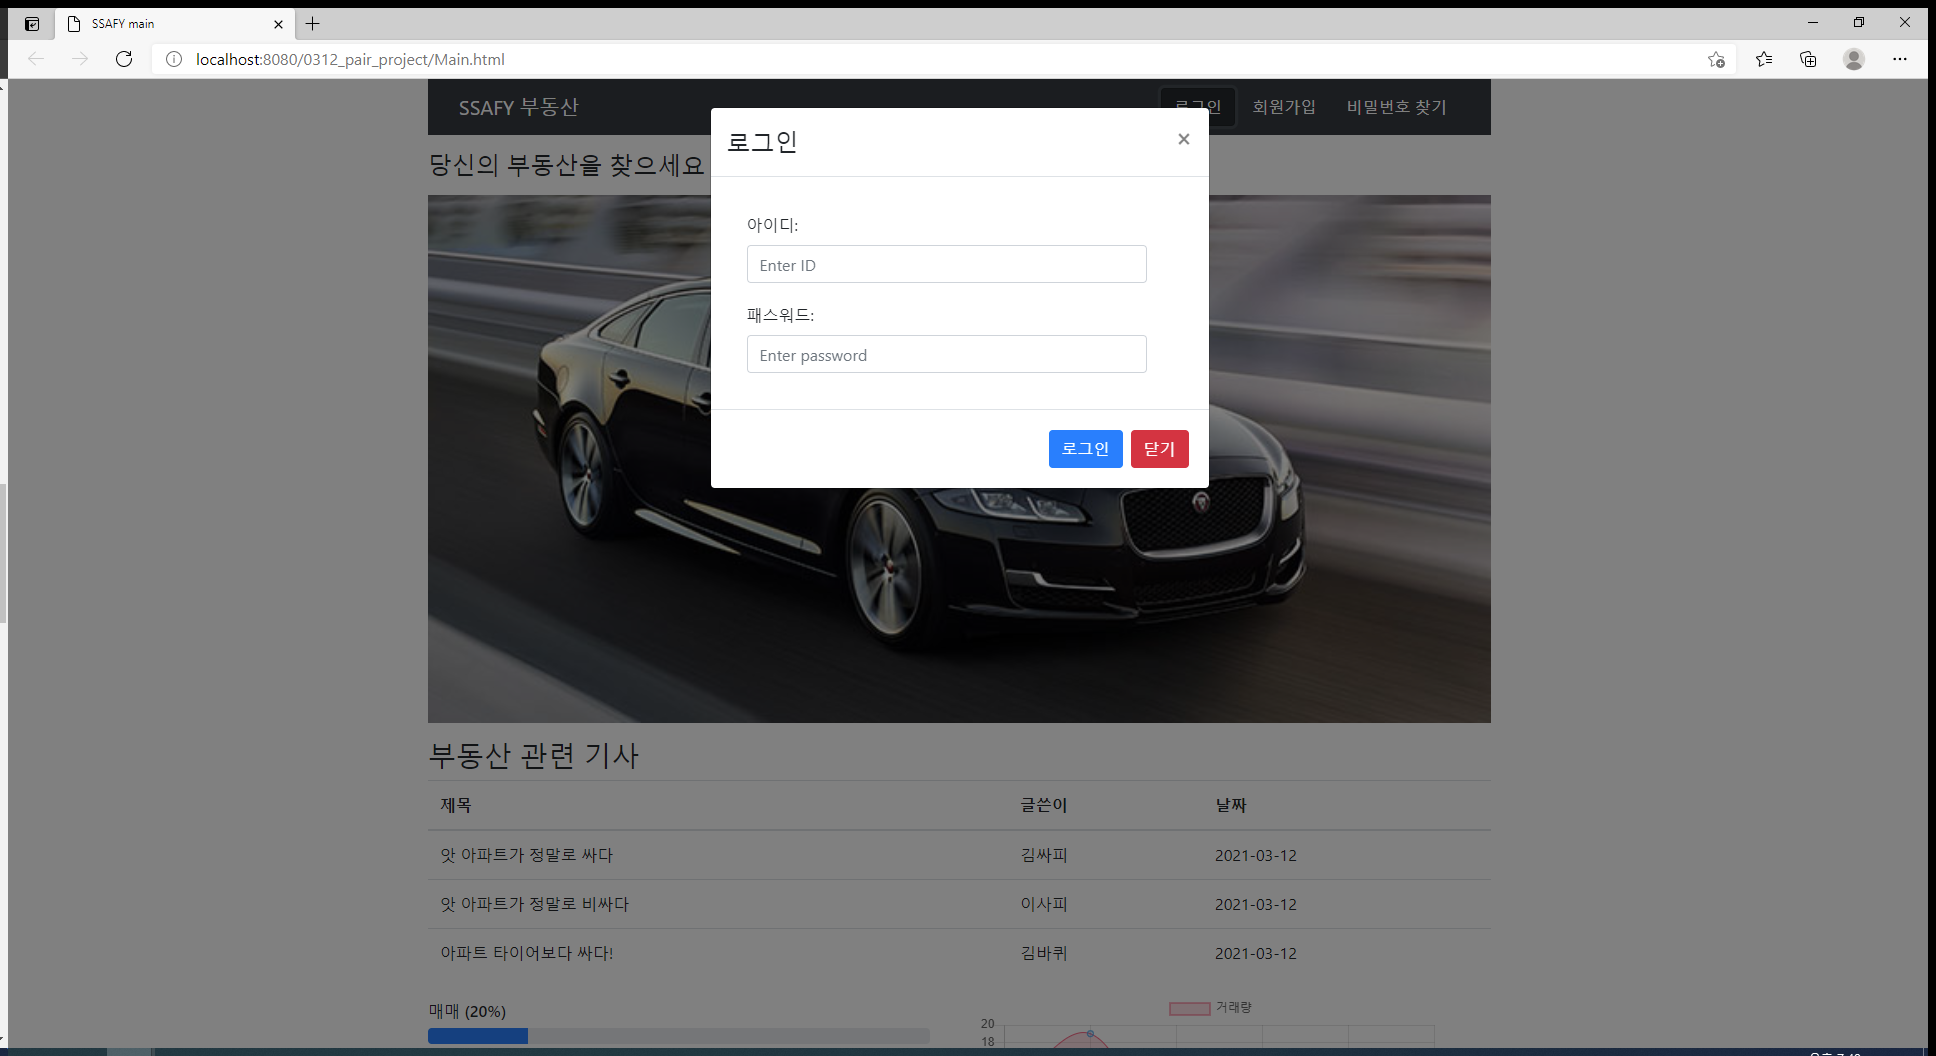 SSAFY main
localhost:8080/0312_pair_project/Main.html
SSAFY 부동산
로그인 회원가입 비밀번호 찾기
당신의 부동산을 찾으세요
로그인 ×
아이디:
Enter ID
패스워드:
Enter password
로그인 닫기
부동산 관련 기사
제목 글쓴이 날짜
앗 아파트가 정말로 싸다 김싸피 2021-03-12
앗 아파트가 정말로 비싸다 이사피 2021-03-12
아파트 타이어보다 싸다! 김바퀴 2021-03-12
매매 (20%)
거래량
20
18